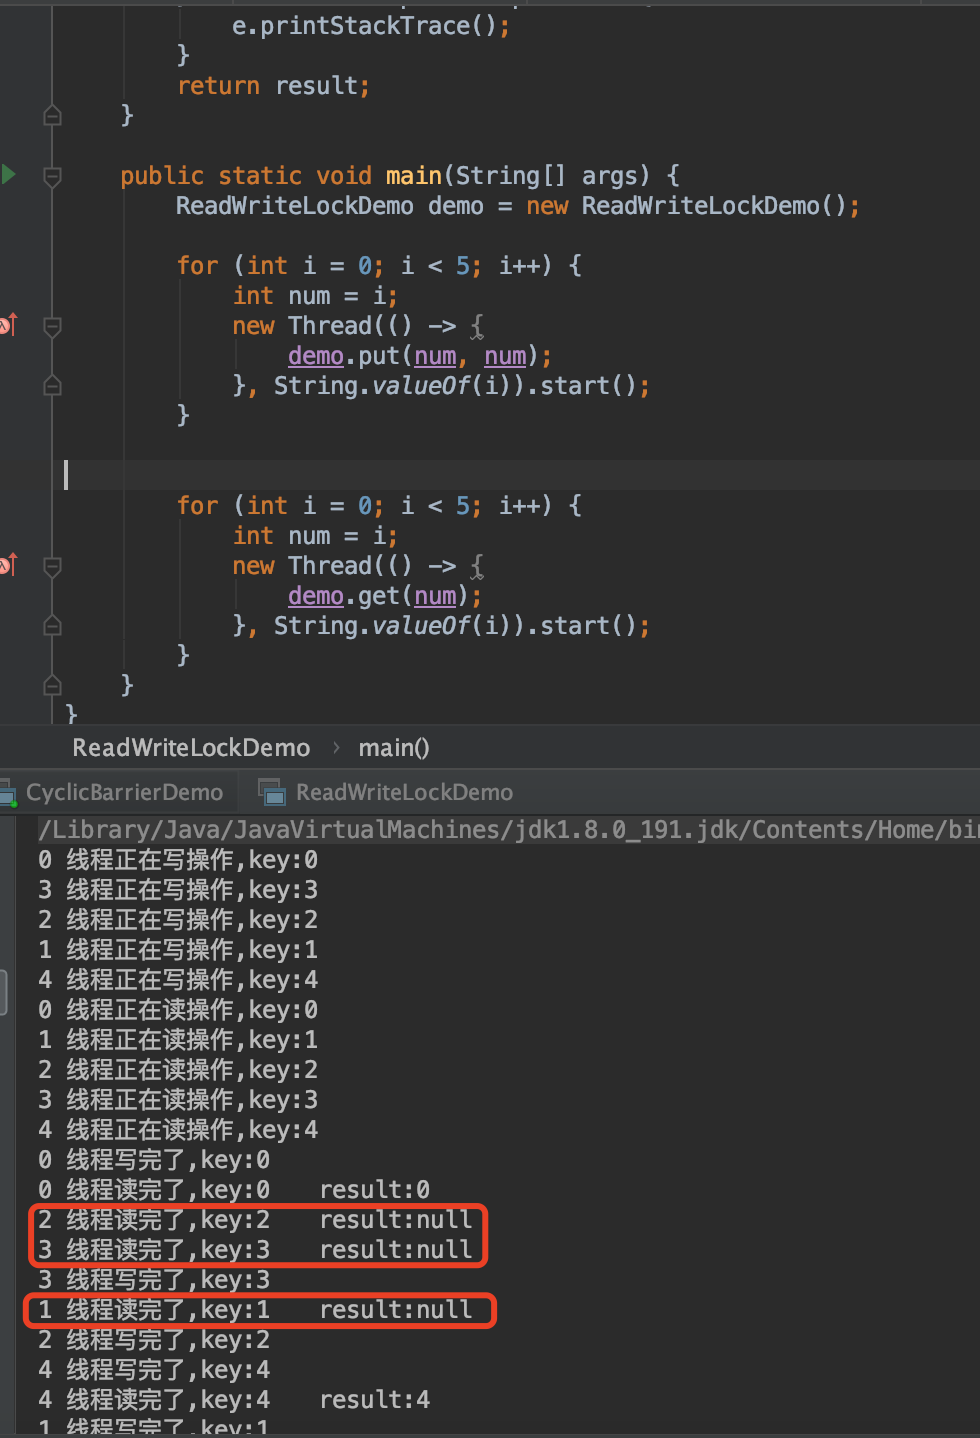 e.printStackTrace();
}
return result;
}
public static void main(String[] args) {
ReadWriteLockDemo demo = new ReadWriteLockDemo();
for (int i = 0; i < 5; i++) {
int num = i;
new Thread(() -> {
demo.put(num, num);
}, String.valueOf(i)).start();
}
for (int i = 0; i < 5; i++) {
int num = i;
new Thread(() -> {
demo.get(num);
}, String.valueOf(i)).start();
}
}
}
ReadWriteLockDemo › main()
CyclicBarrierDemo ReadWriteLockDemo
/Library/Java/JavaVirtualMachines/jdk1.8.0_191.jdk/Contents/Home/bin
0 线程正在写操作,key:0
3 线程正在写操作,key:3
2 线程正在写操作,key:2
1 线程正在写操作,key:1
4 线程正在写操作,key:4
0 线程正在读操作,key:0
1 线程正在读操作,key:1
2 线程正在读操作,key:2
3 线程正在读操作,key:3
4 线程正在读操作,key:4
0 线程写完了,key:0
0 线程读完了,key:0 result:0
2 线程读完了,key:2 result:null
3 线程读完了,key:3 result:null
3 线程写完了,key:3
1 线程读完了,key:1 result:null
2 线程写完了,key:2
4 线程写完了,key:4
4 线程读完了,key:4 result:4
1 线程写完了,key:1